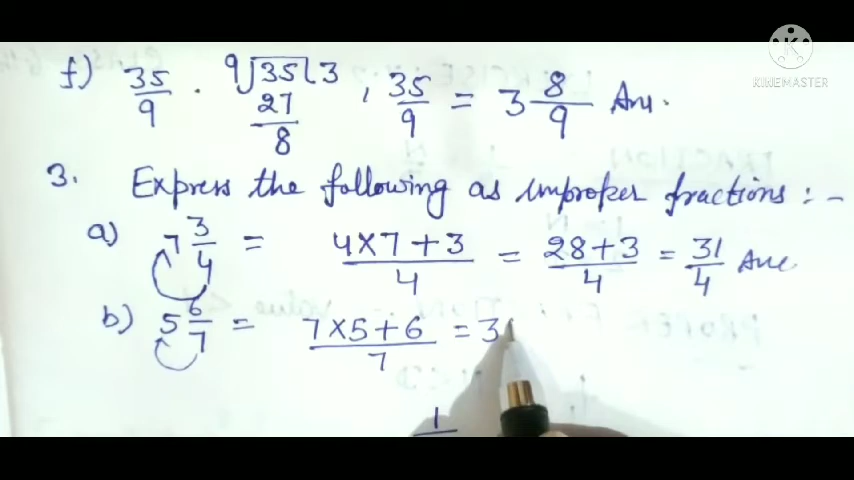 KINEMASTER
f) 35/9 . 9)35(3 27 8 , 35/9 = 3 8/9 Ans.
3. Express the following as improper fractions : -
a) 7 3/4 = 4×7+3/4 = 28+3/4 = 31/4 Ans
b) 5 6/7 = 7×5+6/7 = 3
1